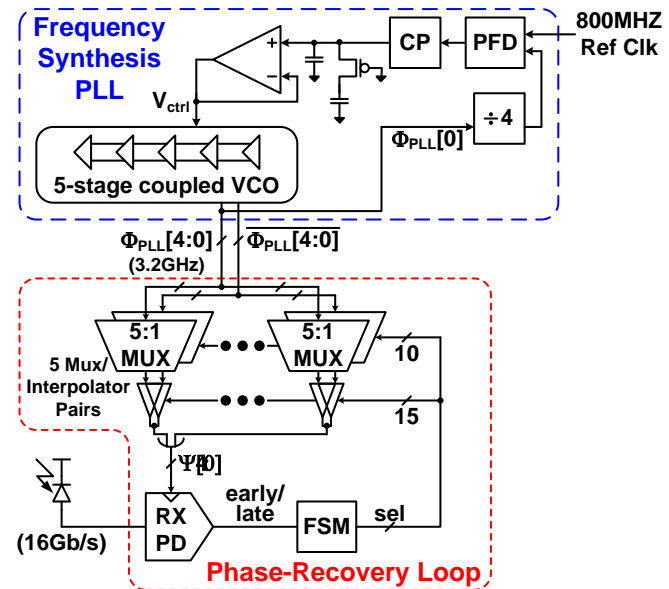 Frequency
Synthesis
PLL
800MHZ
Ref Clk
+
−
CP
PFD
÷4
Vctrl
ΦPLL[0]
5-stage coupled VCO
ΦPLL[4:0]
ΦPLL[4:0]
(3.2GHz)
5:1
MUX
5:1
MUX
10
5 Mux/
Interpolator
Pairs
15
RX
PD
early/
late
FSM
sel
(16Gb/s)
Phase-Recovery Loop